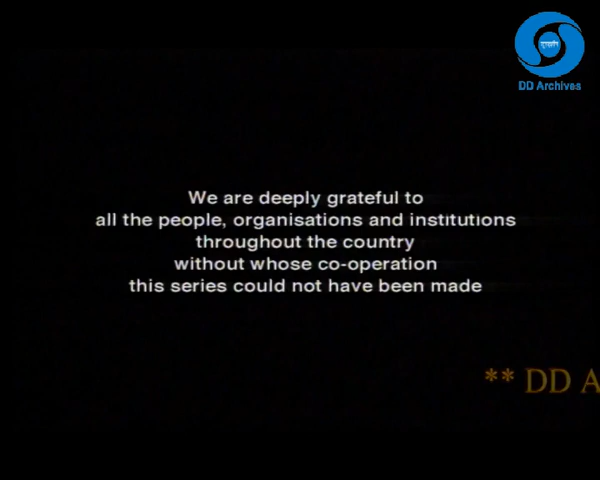 DD Archives
We are deeply grateful to
all the people, organisations and institutions
throughout the country
without whose co-operation
this series could not have been made
** DD A